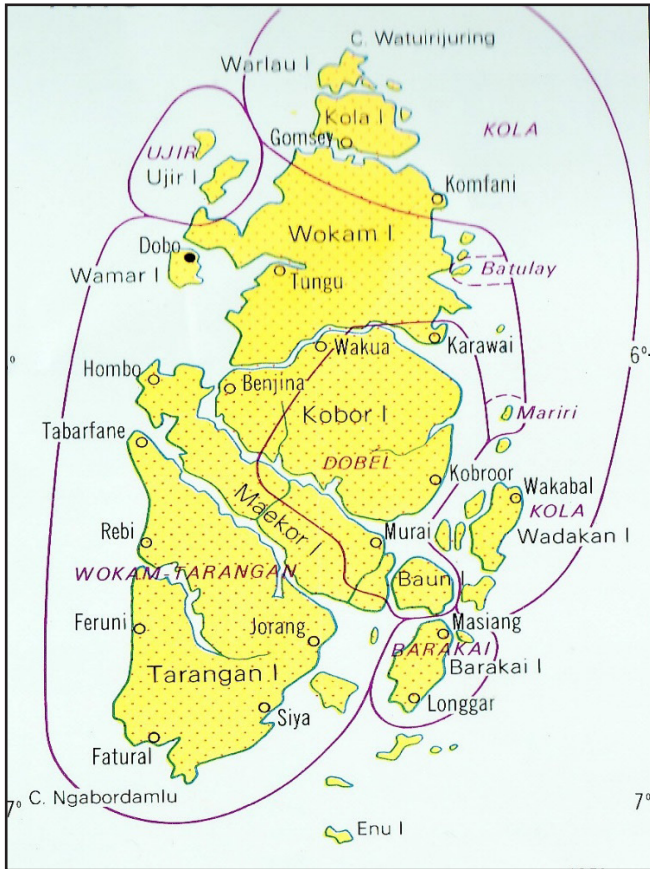 C. Watuirijuring
Warlau I
Kola I
Gomsey
KOLA
UJIR
Ujir I
Komfani
Wokam I
Dobo
Wamar I
Tungu
Batulay
6°
Wakua
Karawai
Hombo
Benjina
Kobor I
Mariri
Tabarfane
DOBEL
Kobroor
Wakabal
KOLA
Maekor I
Rebi
Murai
Wadakan I
WOKAM-TARANGAN
Baun I
Feruni
Jorang
Masiang
BARAKAI
Barakai I
Tarangan I
Longgar
Siya
Fatural
C. Ngabordamlu
7°
7°
Enu I